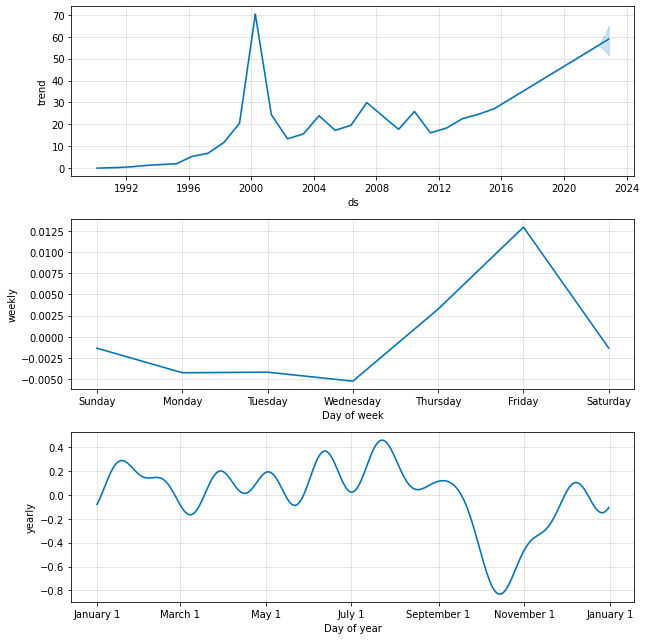 70
60
50
40
30
20
10
0
trend
1992 1996 2000 2004 2008 2012 2016 2020 2024
ds
0.0125
0.0100
0.0075
0.0050
0.0025
0.0000
−0.0025
−0.0050
weekly
Sunday Monday Tuesday Wednesday Thursday Friday Saturday
Day of week
0.4
0.2
0.0
−0.2
−0.4
−0.6
−0.8
yearly
January 1 March 1 May 1 July 1 September 1 November 1 January 1
Day of year